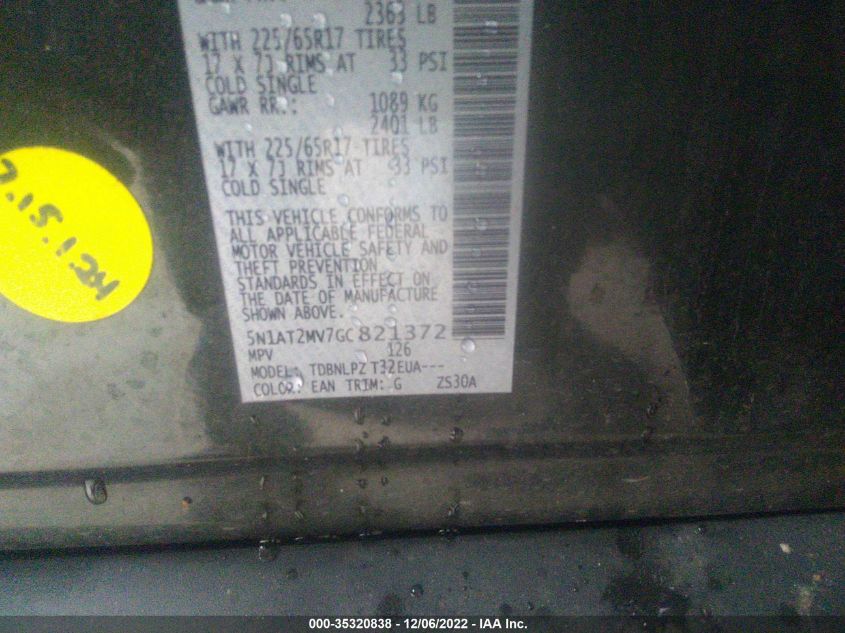 2363 LB
WITH 225/65R17 TIRES
17 X 7J RIMS AT 33 PSI
COLD SINGLE
GAWR RR.: 1089 KG
2401 LB
WITH 225/65R17 TIRES
17 X 7J RIMS AT 33 PSI
COLD SINGLE
THIS VEHICLE CONFORMS TO
ALL APPLICABLE FEDERAL
MOTOR VEHICLE SAFETY AND
THEFT PREVENTION
STANDARDS IN EFFECT ON
THE DATE OF MANUFACTURE
SHOWN ABOVE.
5N1AT2MV7GC821372
MPV 126
MODEL: TDBNLPZ T32EUA---
COLOR: EAN TRIM: G ZS30A
000-35320838 - 12/06/2022 - IAA Inc.